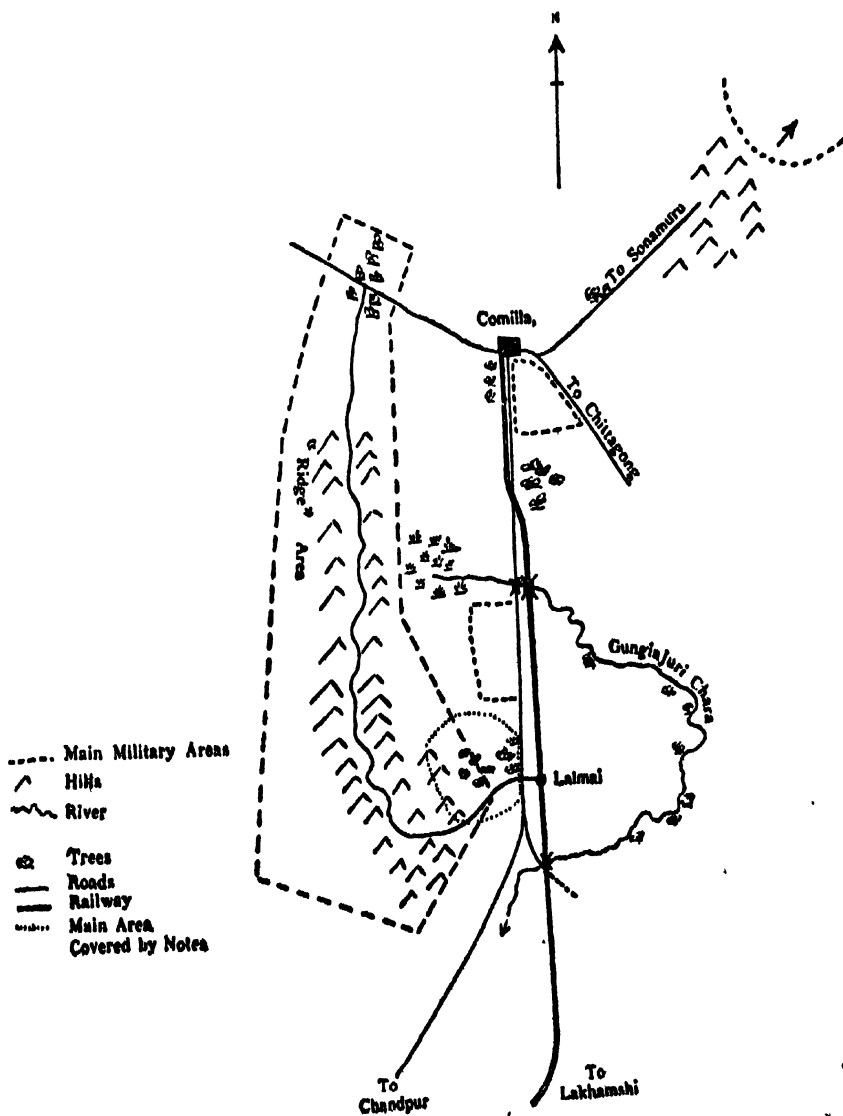 N
To Sonamuro
Comilla,
To Chittagong
"Ridge" Area
Gungiajuri Chara
Lalmai
Main Military Areas
Hills
River
Trees
Roads
Railway
Main Area
Covered by Notes
To
Chandpur
To
Lakhamshi